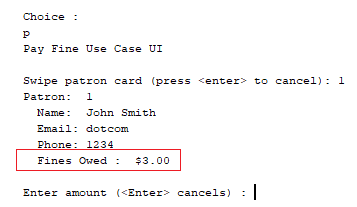 Choice :
p
Pay Fine Use Case UI
Swipe patron card (press <enter> to cancel): 1
Patron:  1
  Name:  John Smith
  Email: dotcom
  Phone: 1234
  Fines Owed :  $3.00
Enter amount (<Enter> cancels) :